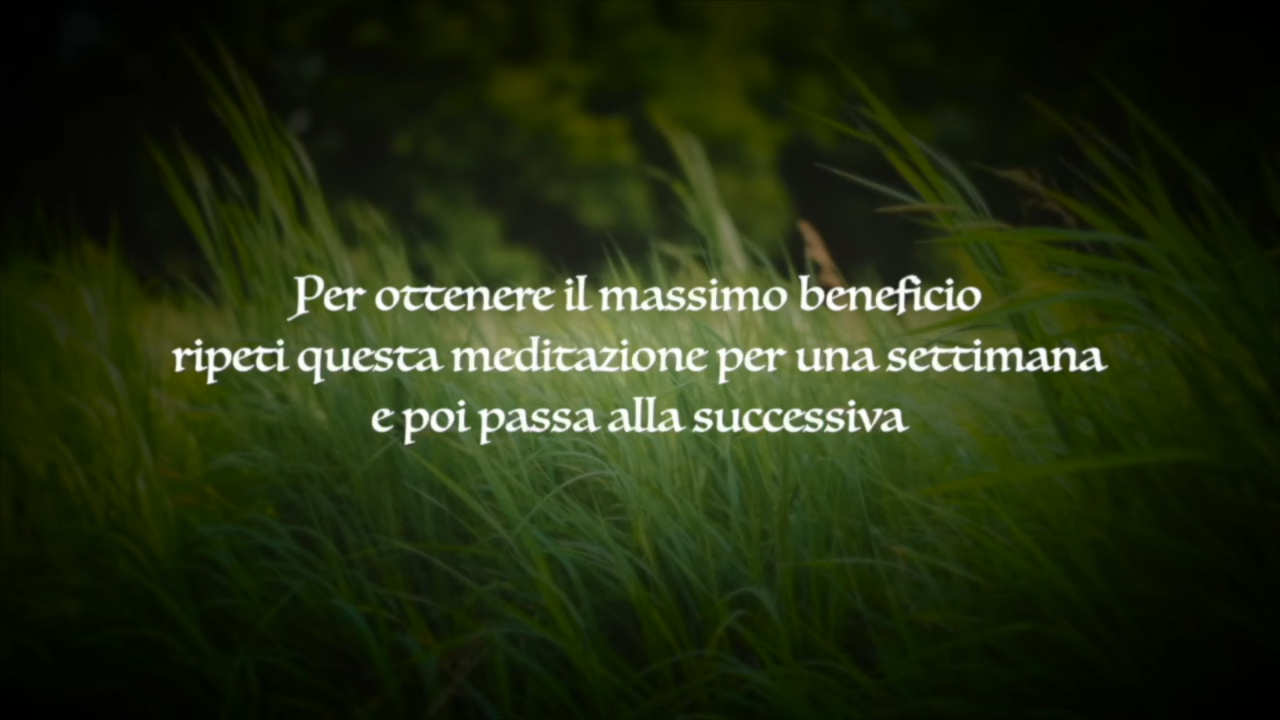 Per ottenere il massimo beneficio
ripeti questa meditazione per una settimana
e poi passa alla successiva